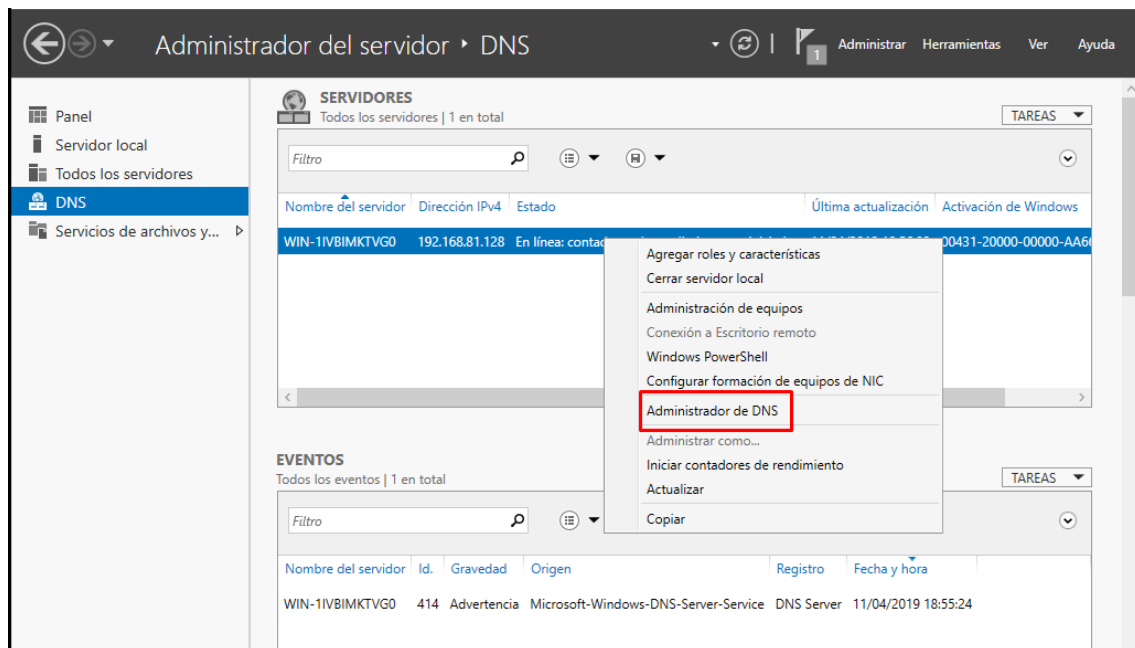 Administrador del servidor ‣ DNS
1
Administrar Herramientas Ver Ayuda
Panel
Servidor local
Todos los servidores
DNS
Servicios de archivos y...
SERVIDORES
Todos los servidores | 1 en total
TAREAS
Filtro
Nombre del servidor Dirección IPv4 Estado Última actualización Activación de Windows
WIN-1IVBIMKTVG0 192.168.81.128 En línea: 00431-20000-00000-AA6
Agregar roles y características
Cerrar servidor local
Administración de equipos
Conexión a Escritorio remoto
Windows PowerShell
Configurar formación de equipos de NIC
Administrador de DNS
Administrar como...
Iniciar contadores de rendimiento
Actualizar
Copiar
EVENTOS
Todos los eventos | 1 en total
TAREAS
Filtro
Nombre del servidor Id. Gravedad Origen Registro Fecha y hora
WIN-1IVBIMKTVG0 414 Advertencia Microsoft-Windows-DNS-Server-Service DNS Server 11/04/2019 18:55:24